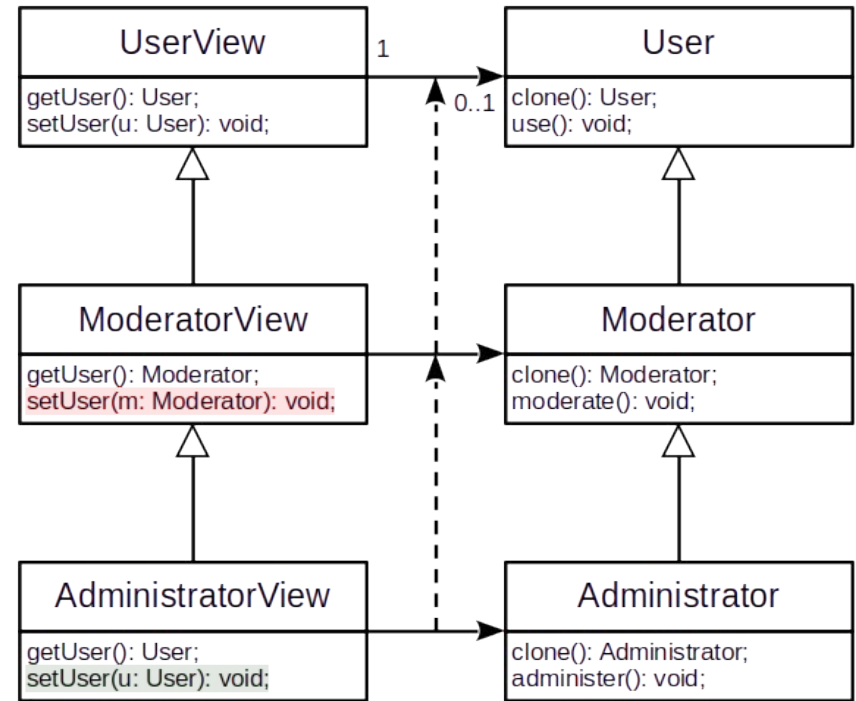 UserView
getUser(): User;
setUser(u: User): void;
1
0..1
User
clone(): User;
use(): void;
ModeratorView
getUser(): Moderator;
setUser(m: Moderator): void;
Moderator
clone(): Moderator;
moderate(): void;
AdministratorView
getUser(): User;
setUser(u: User): void;
Administrator
clone(): Administrator;
administer(): void;